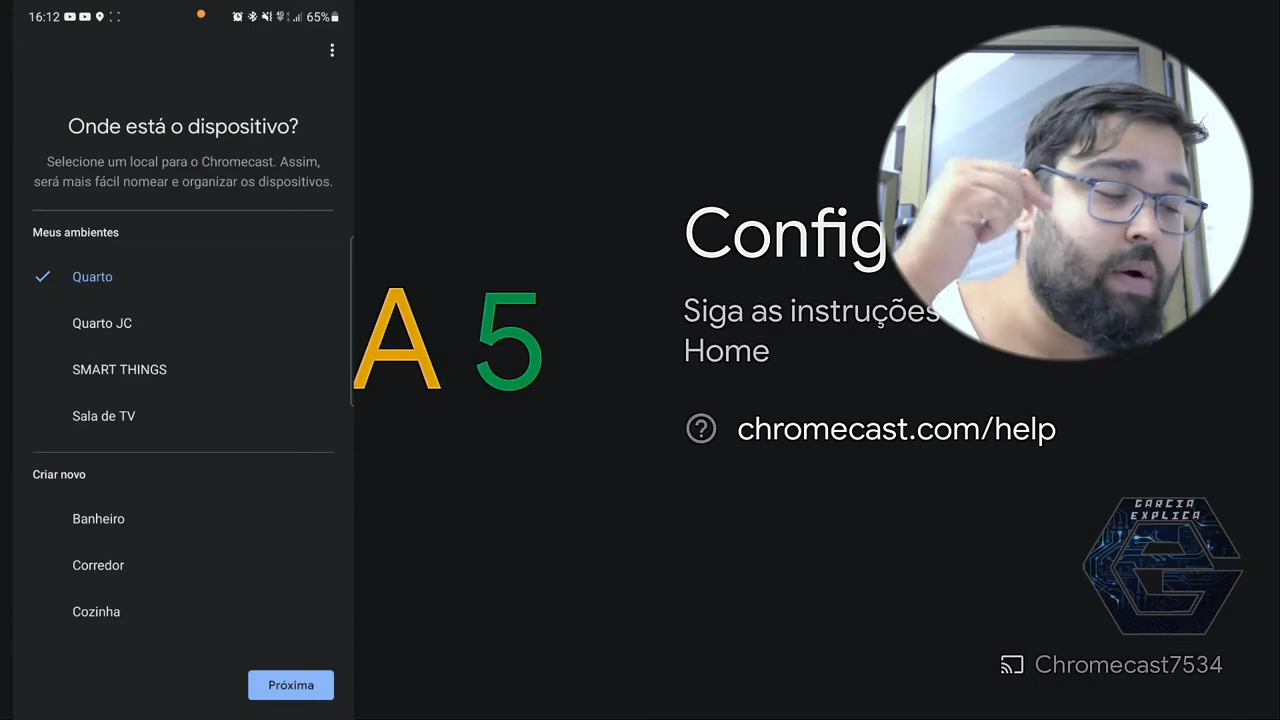 16:12
65%
Onde está o dispositivo?
Selecione um local para o Chromecast. Assim,
será mais fácil nomear e organizar os dispositivos.
Meus ambientes
Quarto
Quarto JC
SMART THINGS
Sala de TV
Criar novo
Banheiro
Corredor
Cozinha
Próxima
A 5
Config
Siga as instruções
Home
chromecast.com/help
GARCIA
EXPLICA
Chromecast7534